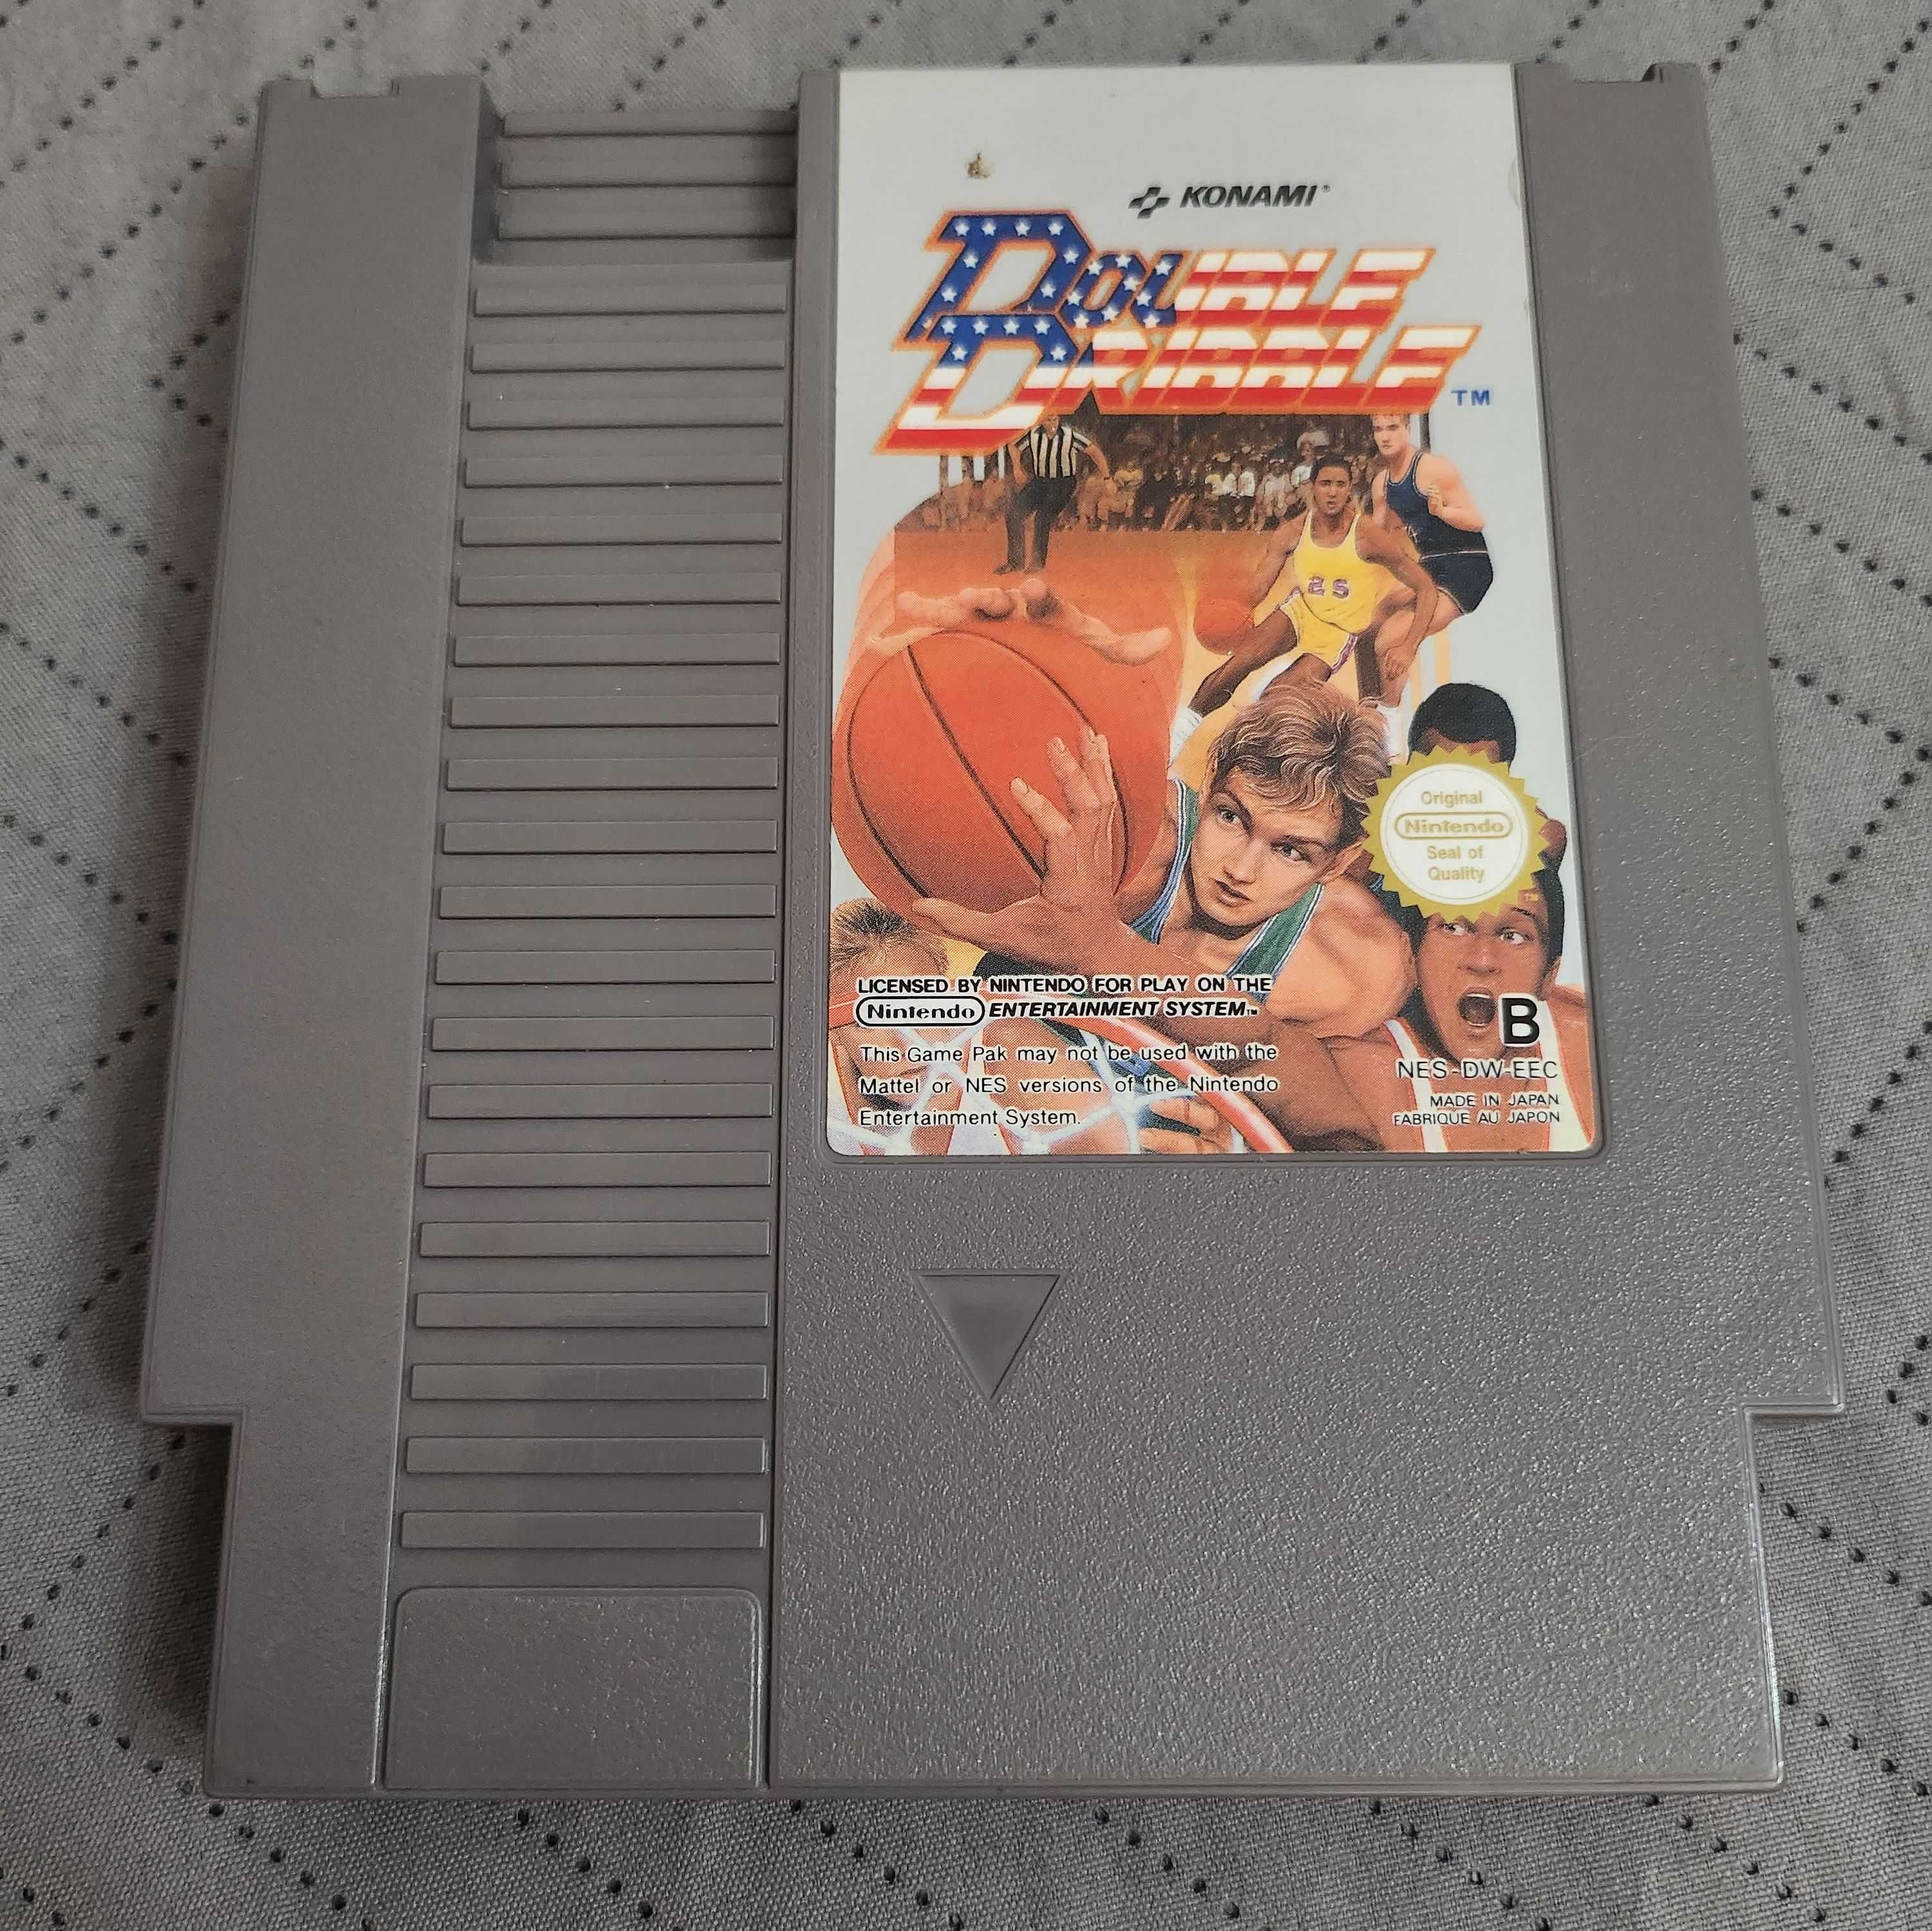 KONAMI®
DOUBLE
DRIBBLE™
25
Original
Nintendo
Seal of
Quality
TM
LICENSED BY NINTENDO FOR PLAY ON THE
Nintendo ENTERTAINMENT SYSTEM™
This Game Pak may not be used with the
Mattel or NES versions of the Nintendo
Entertainment System.
B
NES-DW-EEC
MADE IN JAPAN
FABRIQUE AU JAPON